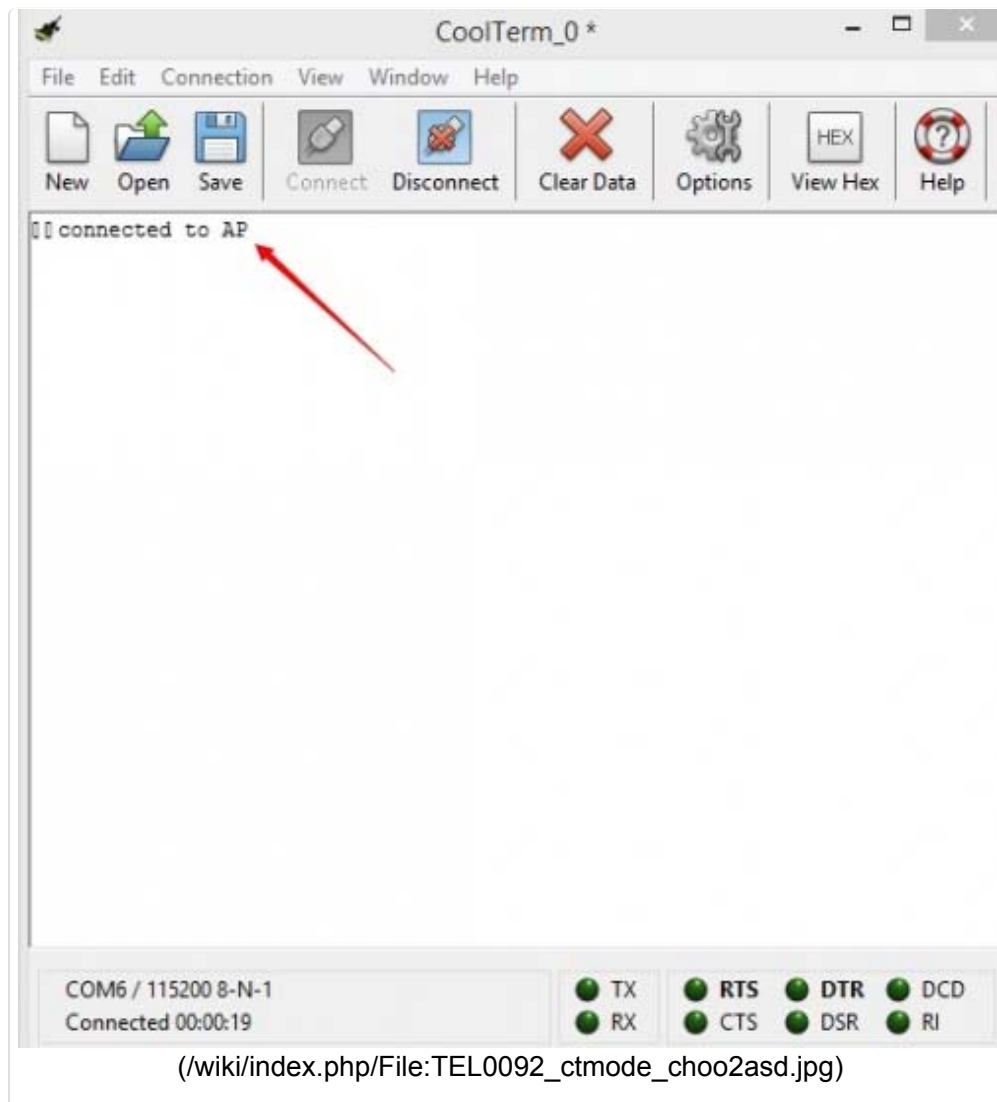 CoolTerm_0 *
File Edit Connection View Window Help
HEX
New Open Save Connect Disconnect Clear Data Options View Hex Help
connected to AP
COM6 / 115200 8-N-1 TX RTS DTR DCD
Connected 00:00:19 RX CTS DSR RI
(/wiki/index.php/File:TEL0092_ctmode_choo2asd.jpg)